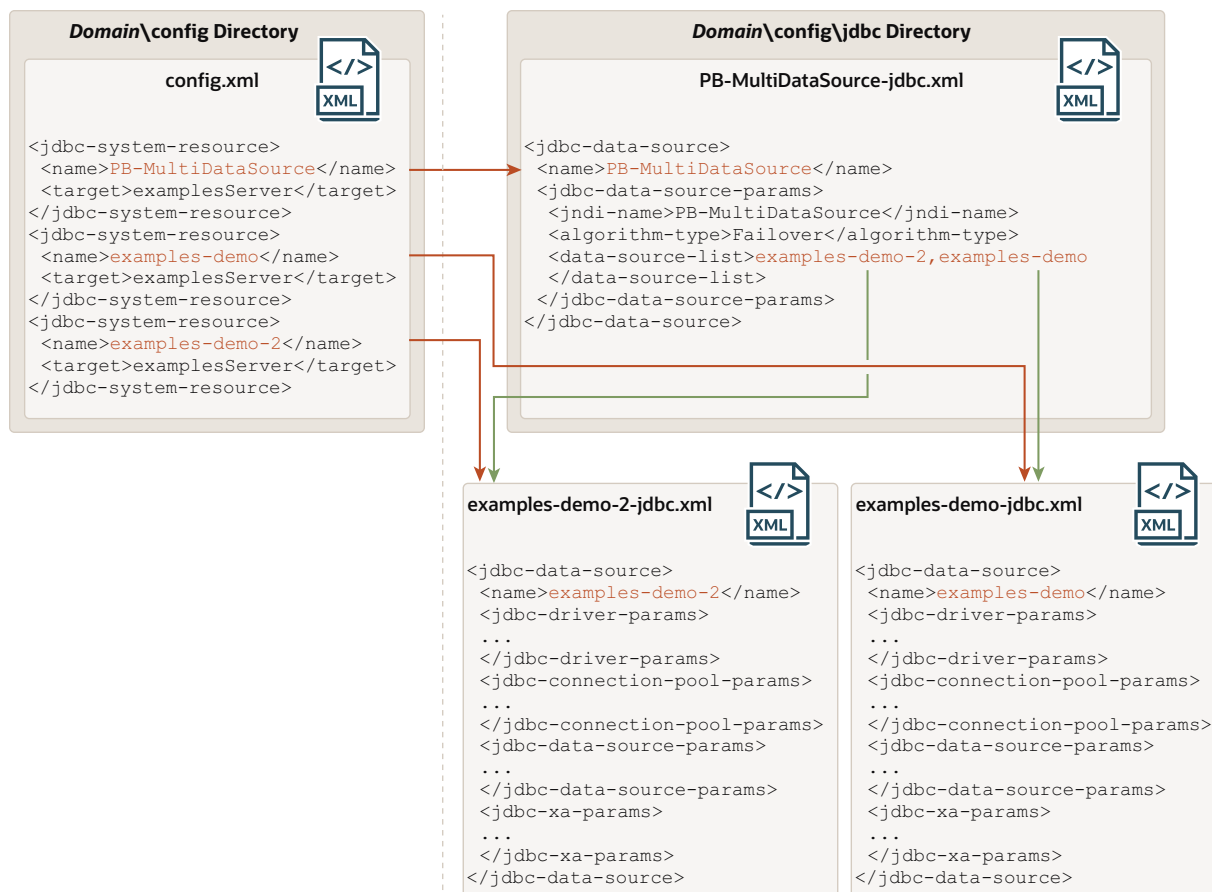 Domain\config Directory
config.xml
</>
XML
<jdbc-system-resource>
<name>PB-MultiDataSource</name>
<target>examplesServer</target>
</jdbc-system-resource>
<jdbc-system-resource>
<name>examples-demo</name>
<target>examplesServer</target>
</jdbc-system-resource>
<jdbc-system-resource>
<name>examples-demo-2</name>
<target>examplesServer</target>
</jdbc-system-resource>
Domain\config\jdbc Directory
PB-MultiDataSource-jdbc.xml
</>
XML
<jdbc-data-source>
<name>PB-MultiDataSource</name>
<jdbc-data-source-params>
<jndi-name>PB-MultiDataSource</jndi-name>
<algorithm-type>Failover</algorithm-type>
<data-source-list>examples-demo-2,examples-demo
</data-source-list>
</jdbc-data-source-params>
</jdbc-data-source>
examples-demo-2-jdbc.xml
</>
XML
<jdbc-data-source>
<name>examples-demo-2</name>
<jdbc-driver-params>
...
</jdbc-driver-params>
<jdbc-connection-pool-params>
...
</jdbc-connection-pool-params>
<jdbc-data-source-params>
...
</jdbc-data-source-params>
<jdbc-xa-params>
...
</jdbc-xa-params>
</jdbc-data-source>
examples-demo-jdbc.xml
</>
XML
<jdbc-data-source>
<name>examples-demo</name>
<jdbc-driver-params>
...
</jdbc-driver-params>
<jdbc-connection-pool-params>
...
</jdbc-connection-pool-params>
<jdbc-data-source-params>
...
</jdbc-data-source-params>
<jdbc-xa-params>
...
</jdbc-xa-params>
</jdbc-data-source>